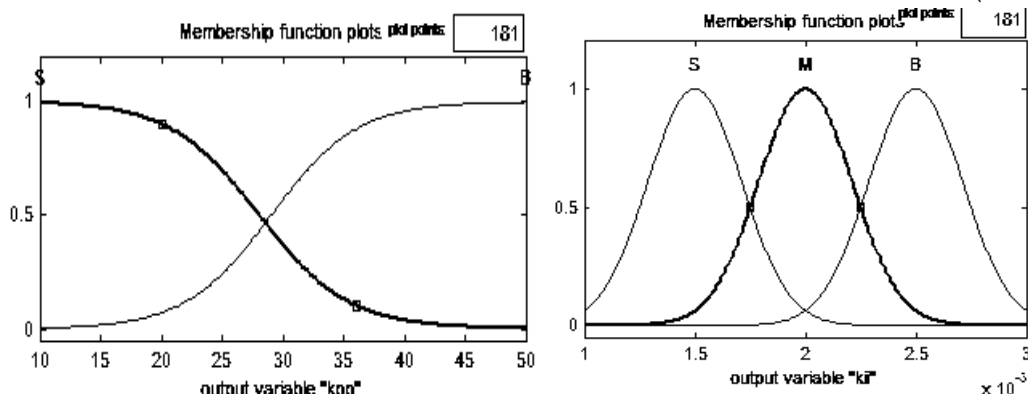 Membership function plots plot points: 181
S B
1
0.5
0
10 15 20 25 30 35 40 45 50
output variable "kpp"
Membership function plots plot points: 181
S M B
1
0.5
0
1 1.5 2 2.5 3
output variable "kii"
x 10⁻³